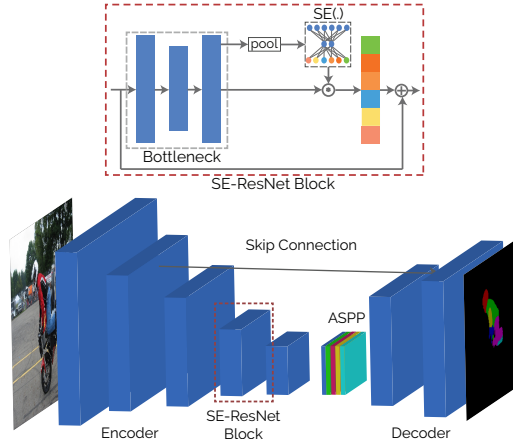 SE(.)
pool
Bottleneck
SE-ResNet Block
Skip Connection
ASPP
SE-ResNet
Block
Encoder
Decoder